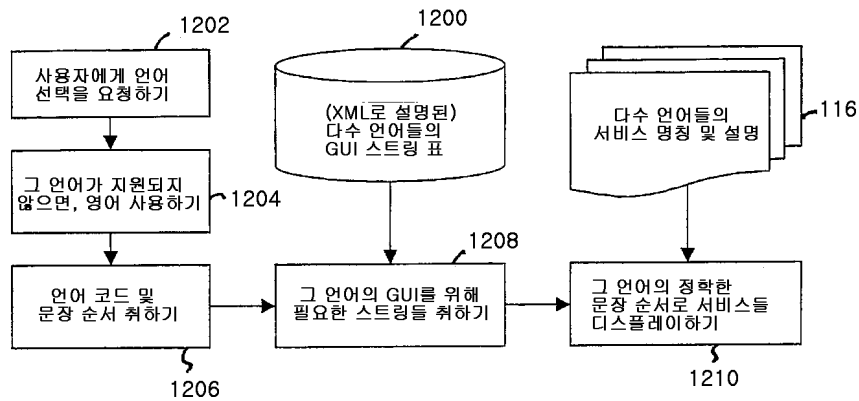 1202
사용자에게 언어
선택을 요청하기
그 언어가 지원되지
않으면, 영어 사용하기
1204
언어 코드 및
문장 순서 취하기
1206
1200
(XML로 설명된)
다수 언어들의
GUI 스트링 표
1208
그 언어의 GUI를 위해
필요한 스트링들 취하기
다수 언어들의
서비스 명칭 및 설명
116
그 언어의 정학한
문장 순서로 서비스들
디스플레이하기
1210